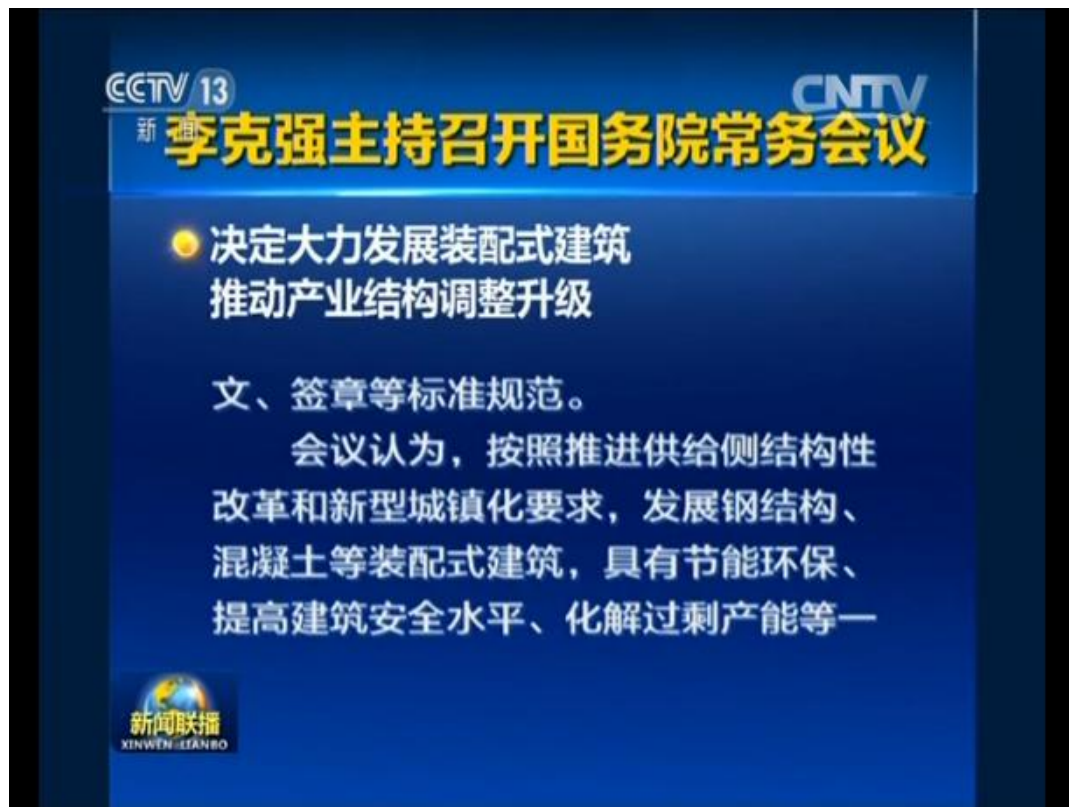 CCTV 13
CNTV
新闻
李克强主持召开国务院常务会议
决定大力发展装配式建筑
推动产业结构调整升级
文、签章等标准规范。
会议认为，按照推进供给侧结构性
改革和新型城镇化要求，发展钢结构、
混凝土等装配式建筑，具有节能环保、
提高建筑安全水平、化解过剩产能等一
新闻联播
XINWEN LIANBO